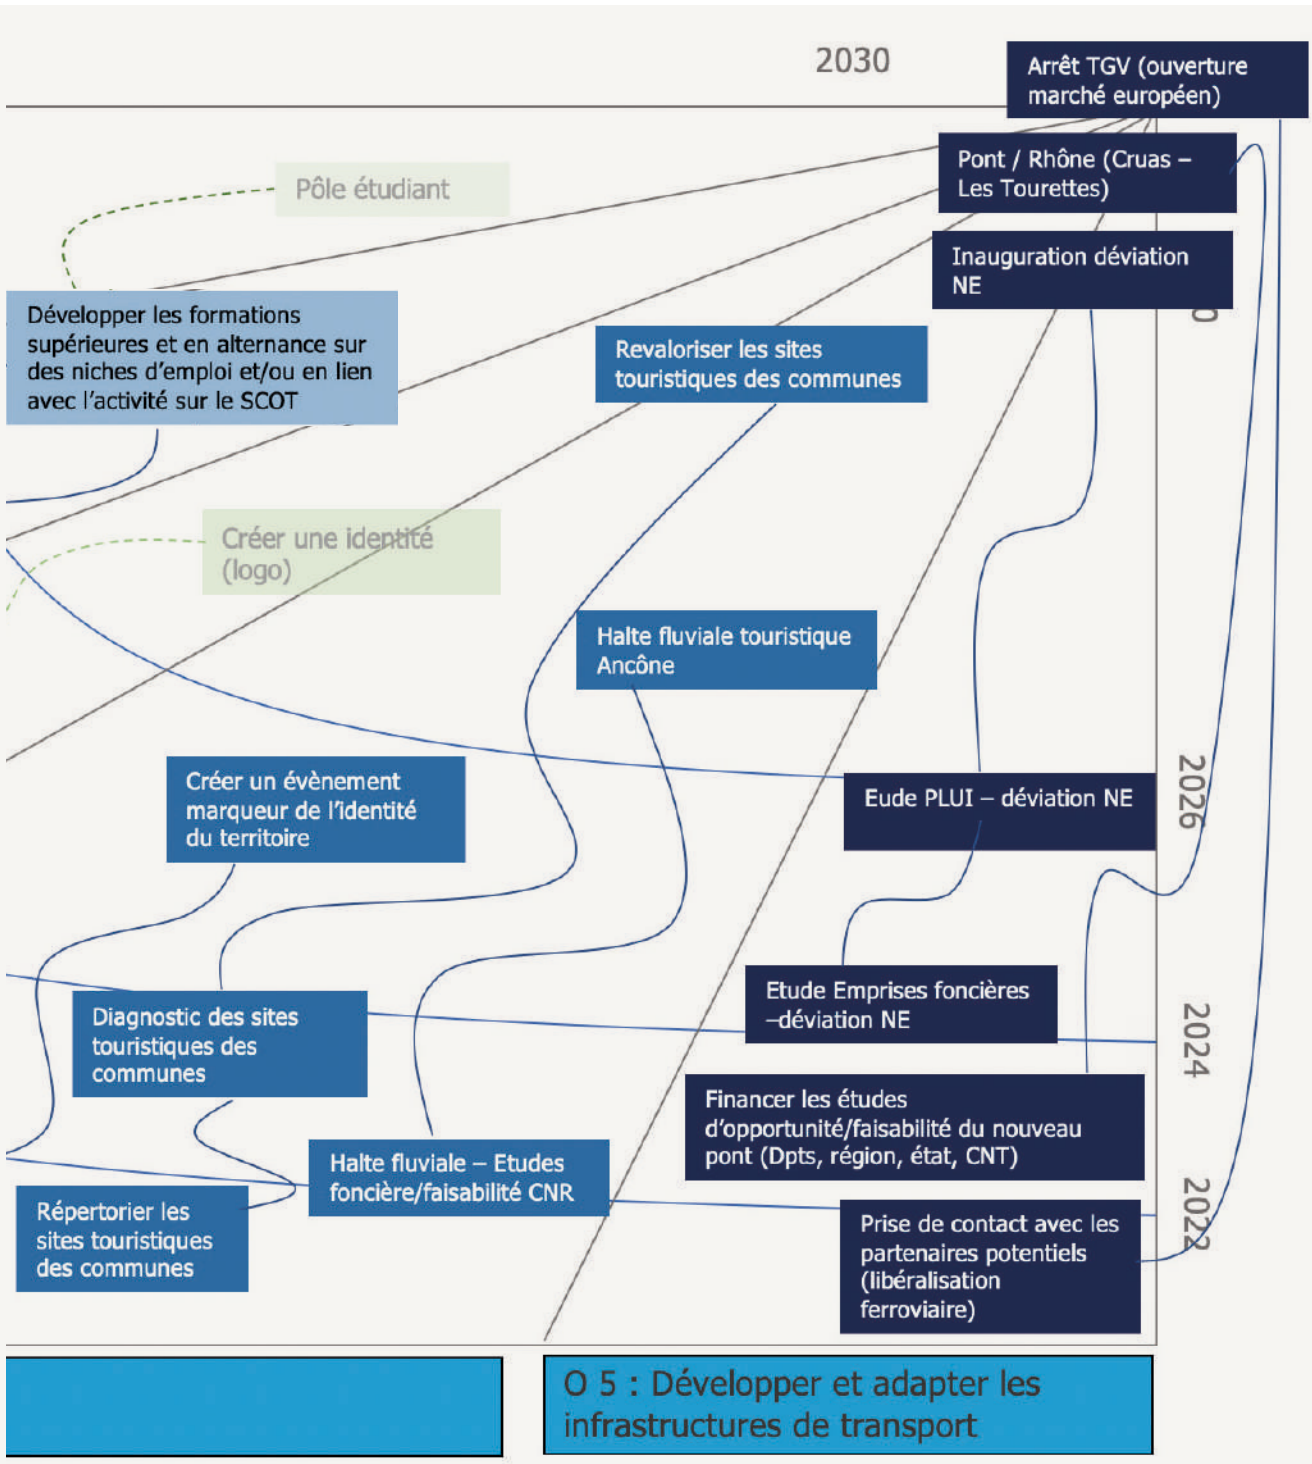 2030
Arrêt TGV (ouverture
marché européen)
Pont / Rhône (Cruas –
Les Tourettes)
Pôle étudiant
Inauguration déviation
NE
Développer les formations
supérieures et en alternance sur
des niches d'emploi et/ou en lien
avec l'activité sur le SCOT
Revaloriser les sites
touristiques des communes
Créer une identité
(logo)
Halte fluviale touristique
Ancône
Créer un évènement
marqueur de l'identité
du territoire
Eude PLUI – déviation NE
2026
Diagnostic des sites
touristiques des
communes
Etude Emprises foncières
–déviation NE
2024
Financer les études
d'opportunité/faisabilité du nouveau
pont (Dpts, région, état, CNT)
Halte fluviale – Etudes
foncière/faisabilité CNR
Répertorier les
sites touristiques
des communes
Prise de contact avec les
partenaires potentiels
(libéralisation
ferroviaire)
2022
O 5 : Développer et adapter les
infrastructures de transport